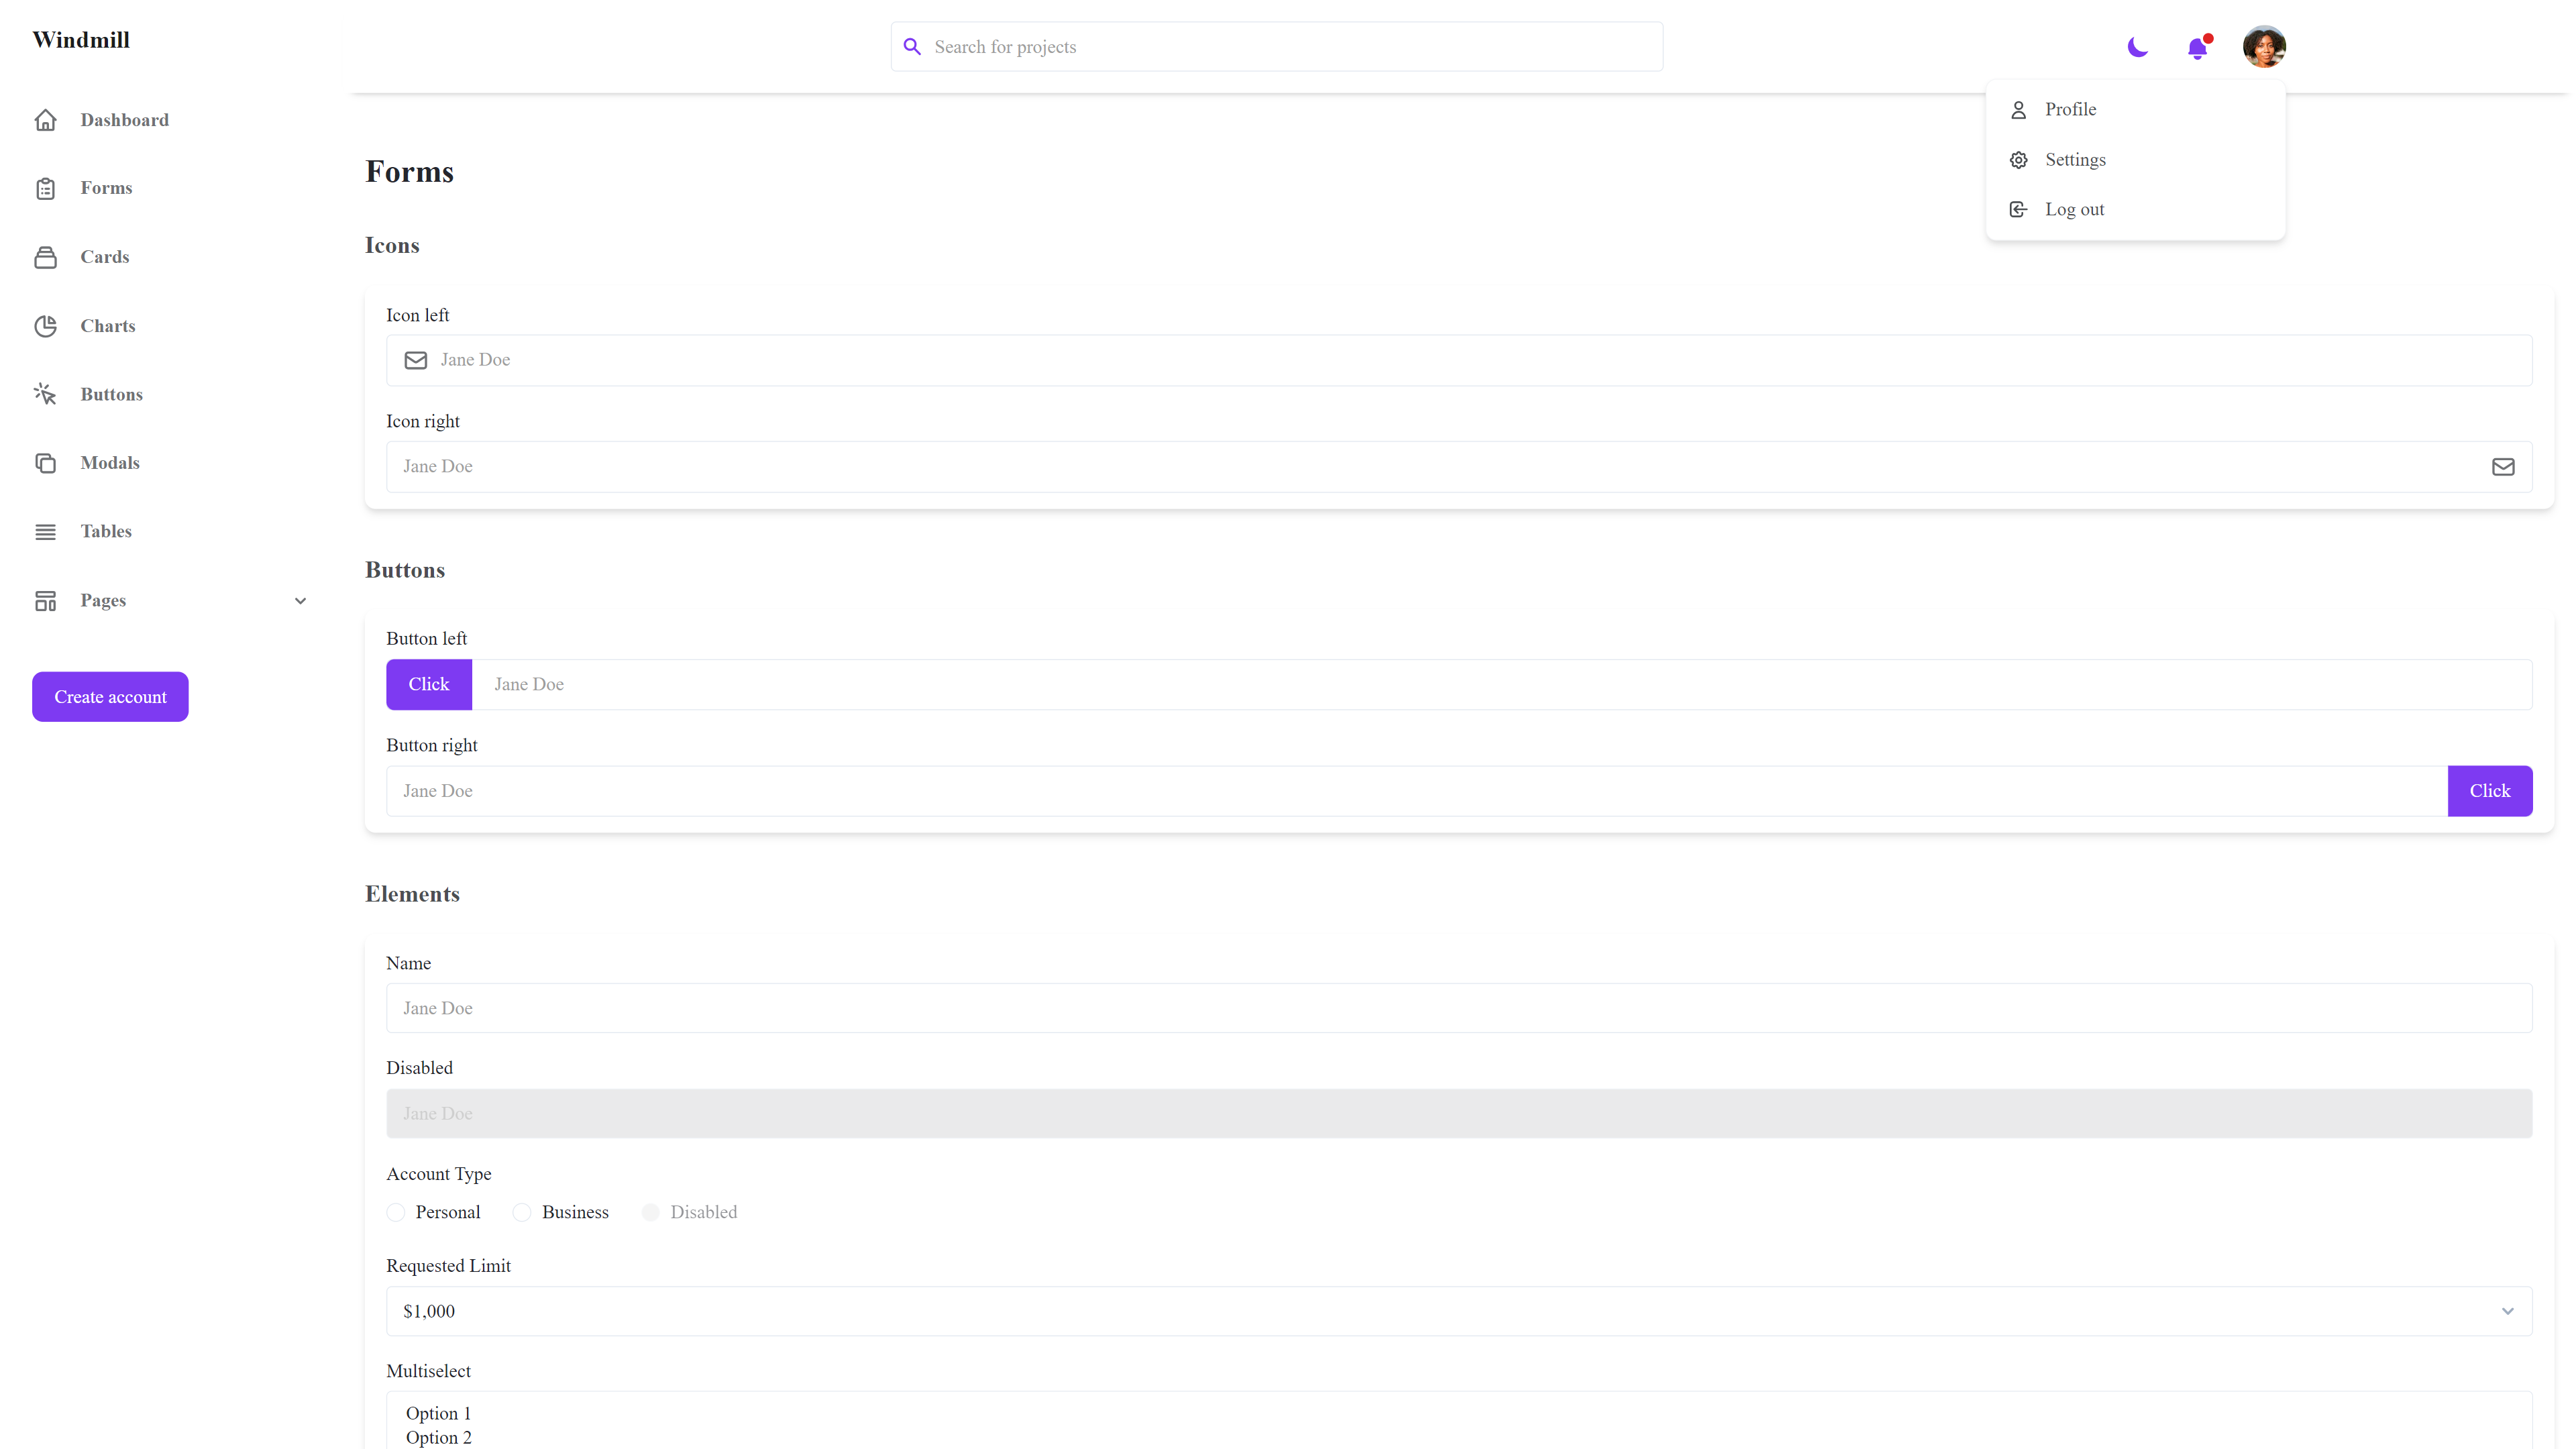 Windmill
Search for projects
Dashboard
Forms
Cards
Charts
Buttons
Modals
Tables
Pages
Create account
Profile
Settings
Log out
Forms
Icons
Icon left
Jane Doe
Icon right
Jane Doe
Buttons
Button left
Click Jane Doe
Button right
Jane Doe Click
Elements
Name
Jane Doe
Disabled
Jane Doe
Account Type
Personal Business Disabled
Requested Limit
$1,000
Multiselect
Option 1
Option 2